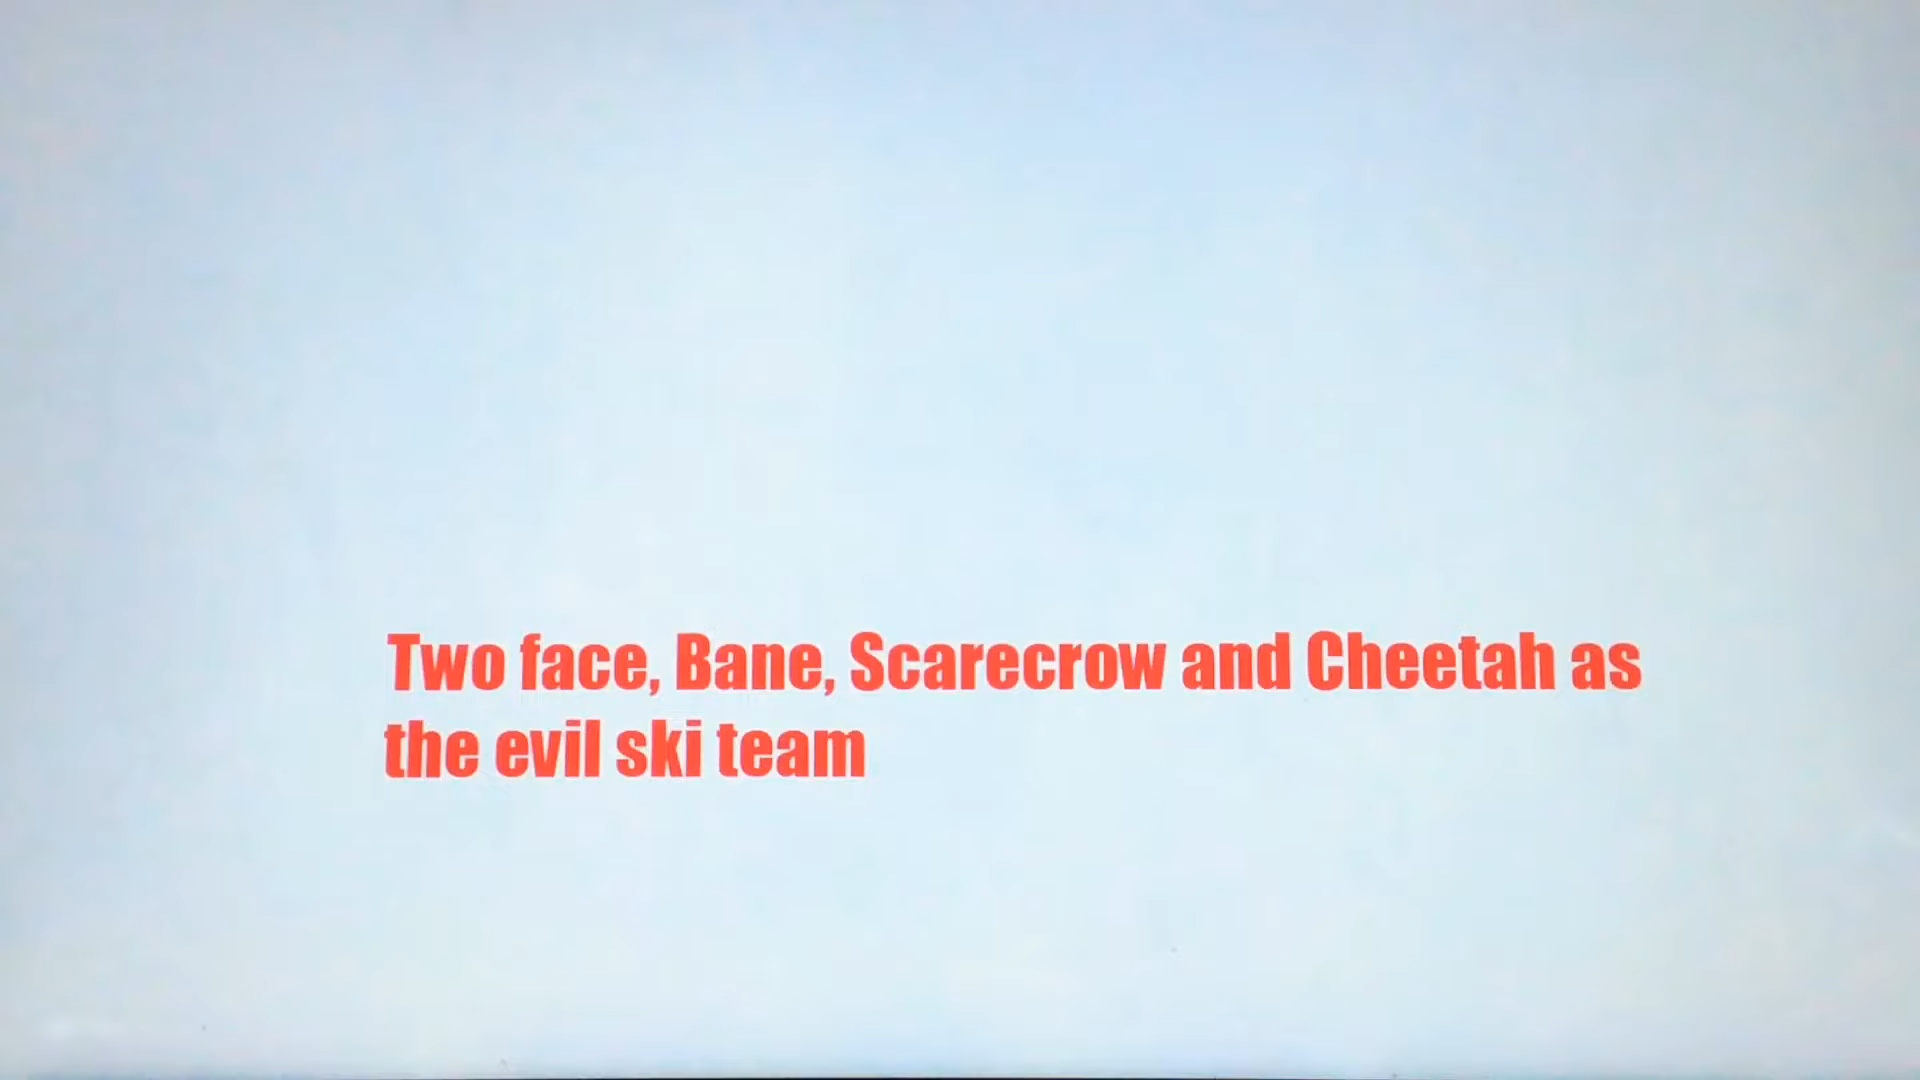 Two face, Bane, Scarecrow and Cheetah as
the evil ski team